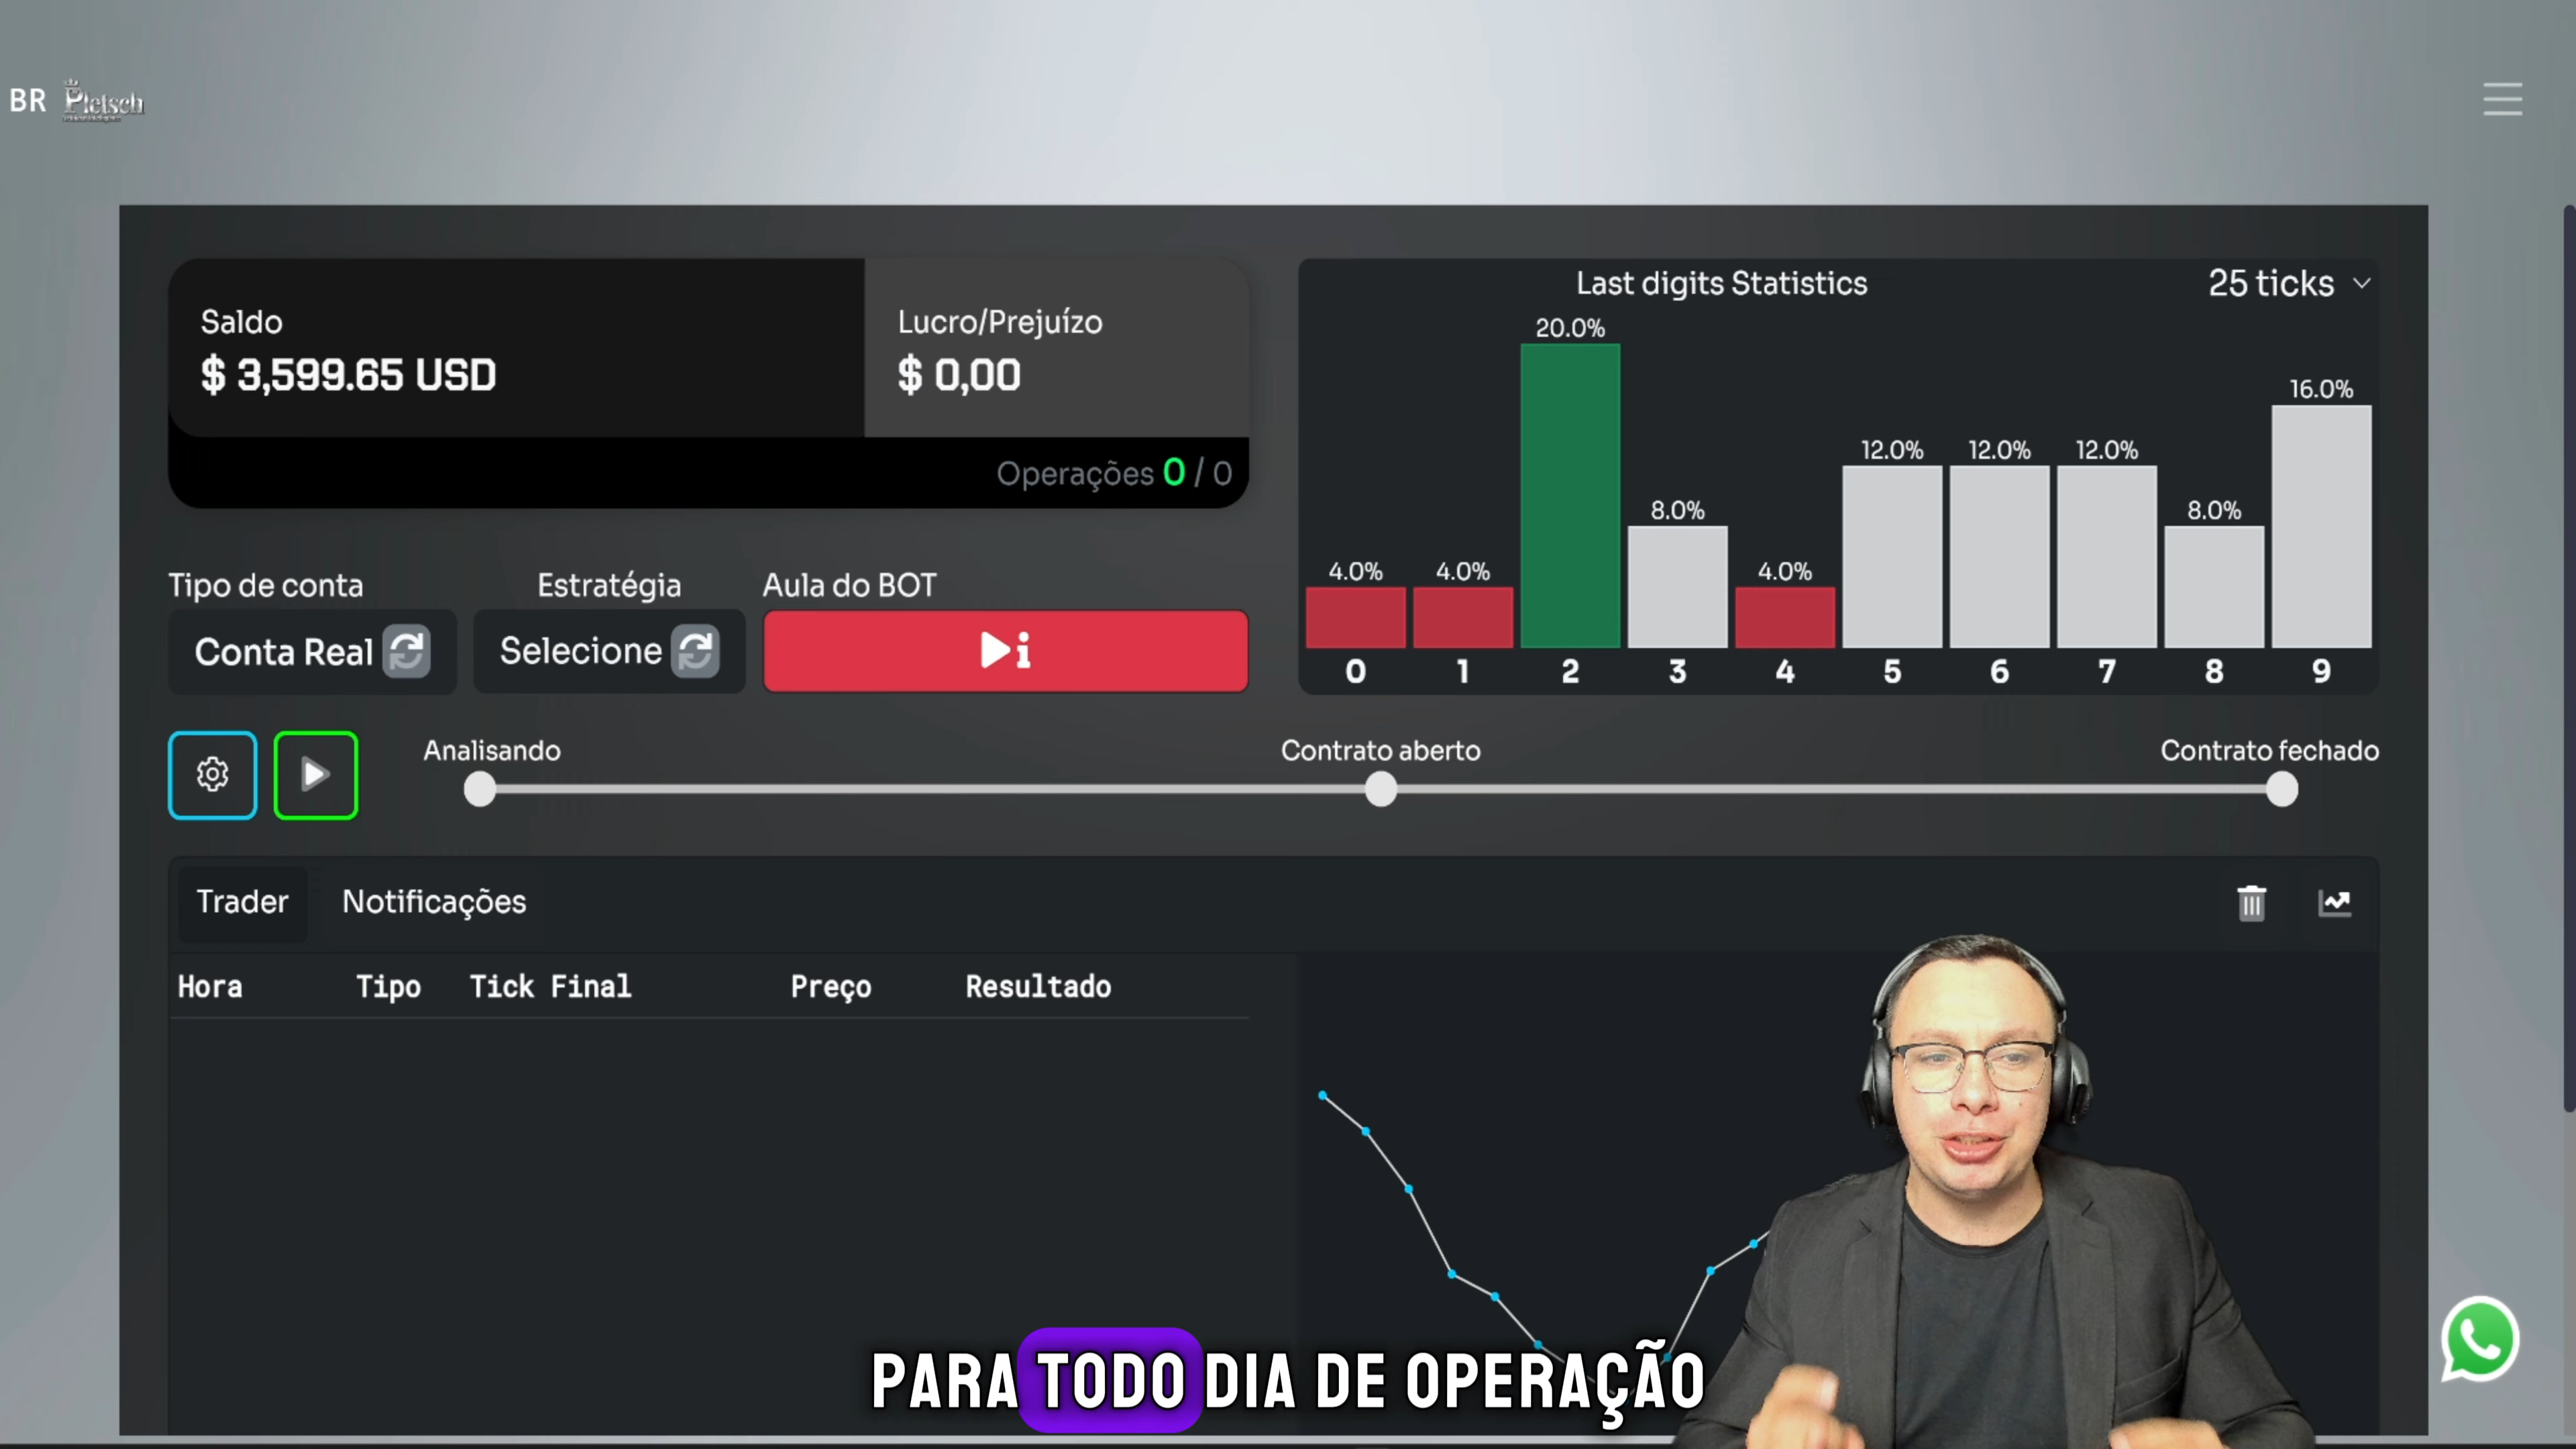 BR Pletsch
Saldo
$ 3,599.65 USD
Lucro/Prejuízo
$ 0,00
Operações 0 / 0
Tipo de conta
Conta Real
Estratégia
Selecione
Aula do BOT
Last digits Statistics
25 ticks
4.0% 4.0% 20.0% 8.0% 4.0% 12.0% 12.0% 12.0% 8.0% 16.0%
0 1 2 3 4 5 6 7 8 9
Analisando Contrato aberto Contrato fechado
Trader Notificações
Hora Tipo Tick Final Preço Resultado
PARA TODO DIA DE OPERAÇÃO